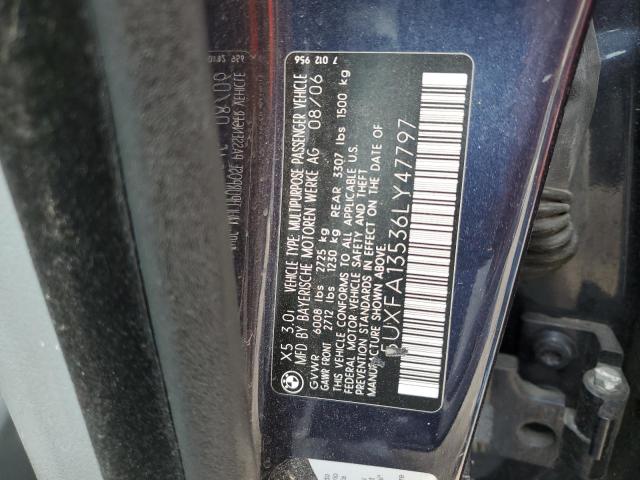 X5 3.0i
VEHICLE TYPE: MULTIPURPOSE PASSENGER VEHICLE
MFD BY BAYERISCHE MOTOREN WERKE AG 08/06
GVWR 6008 lbs 2725 kg
GAWR FRONT 2712 lbs 1230 kg REAR 3307 lbs 1500 kg
THIS VEHICLE CONFORMS TO ALL APPLICABLE U.S.
FEDERAL MOTOR VEHICLE SAFETY AND THEFT
PREVENTION STANDARDS IN EFFECT ON THE DATE OF
MANUFACTURE SHOWN ABOVE.
5UXFA13536LY47797
7 012 956